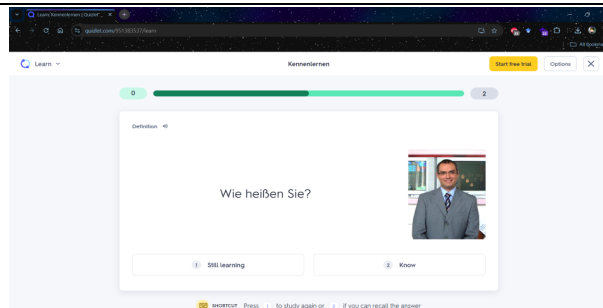 Learn: Kennenlernen | Quizlet
quizlet.com/951383537/learn
All Bookma
Learn
Kennenlernen
Start free trial
Options
0
2
Definition
Wie heißen Sie?
1 Still learning
2 Know
SHORTCUT Press 1 to study again or 2 if you can recall the answer